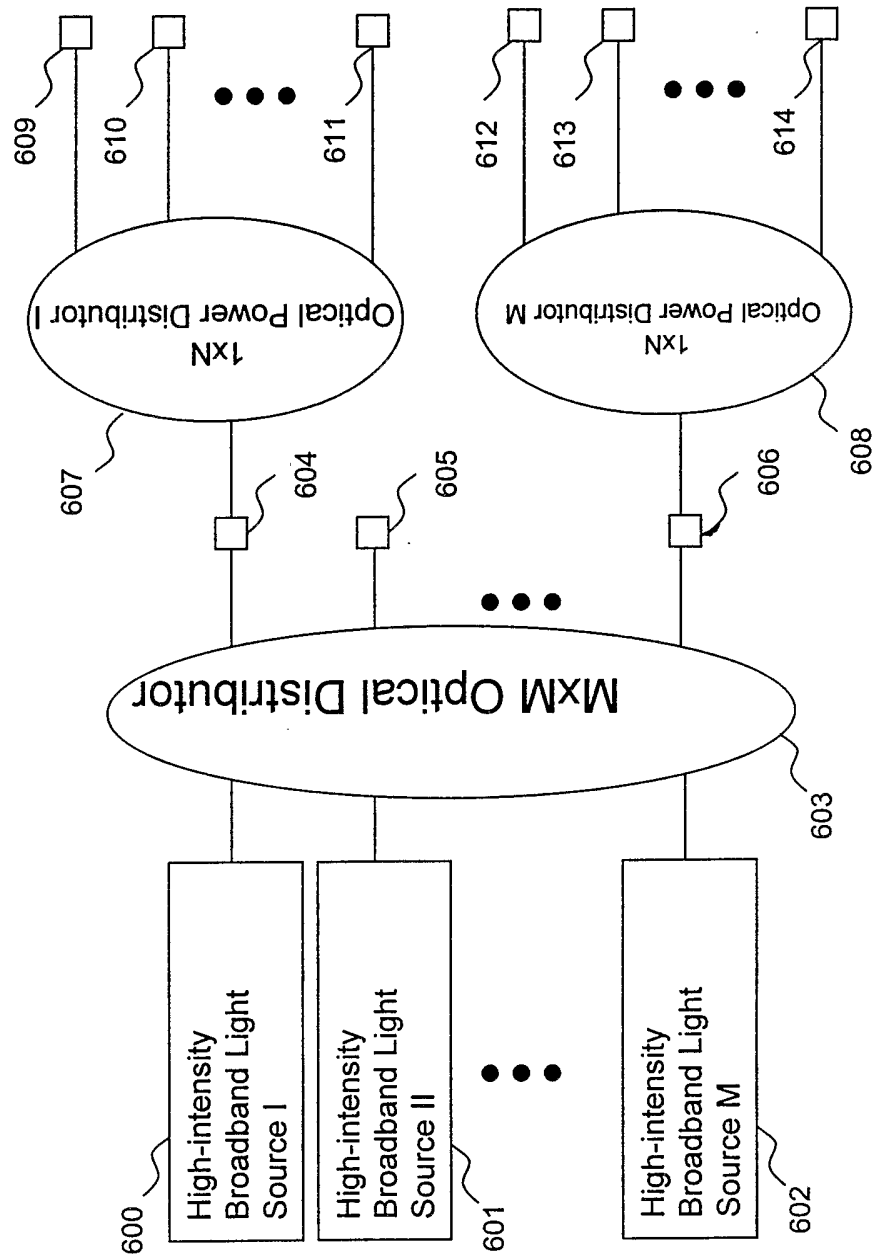 600
High-intensity
Broadband Light
Source I
601
High-intensity
Broadband Light
Source II
602
High-intensity
Broadband Light
Source M
603
MxM Optical Distributor
604
605
606
607
1xN
Optical Power Distributor I
608
1xN
Optical Power Distributor M
609
610
611
612
613
614